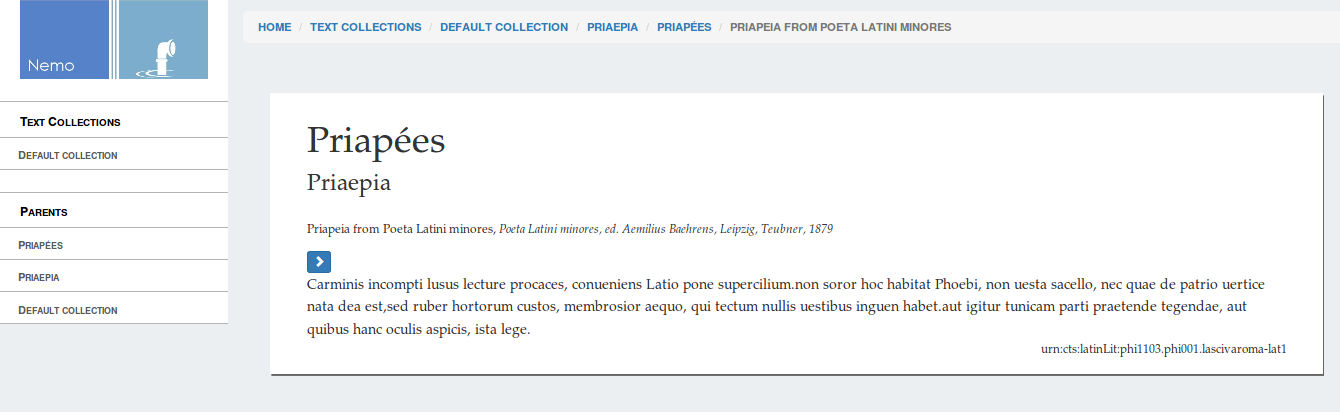 Nemo
HOME / TEXT COLLECTIONS / DEFAULT COLLECTION / PRIAEPIA / PRIAPÉES / PRIAPEIA FROM POETA LATINI MINORES
TEXT COLLECTIONS
DEFAULT COLLECTION
PARENTS
PRIAPÉES
PRIAEPIA
DEFAULT COLLECTION
Priapées
Priaepia
Priapeia from Poeta Latini minores, Poeta Latini minores, ed. Aemilius Baehrens, Leipzig, Teubner, 1879
Carminis incompti lusus lecture procaces, conueniens Latio pone supercilium.non soror hoc habitat Phoebi, non uesta sacello, nec quae de patrio uertice
nata dea est,sed ruber hortorum custos, membrosior aequo, qui tectum nullis uestibus inguen habet.aut igitur tunicam parti praetende tegendae, aut
quibus hanc oculis aspicis, ista lege.
urn:cts:latinLit:phi1103.phi001.lascivaroma-lat1